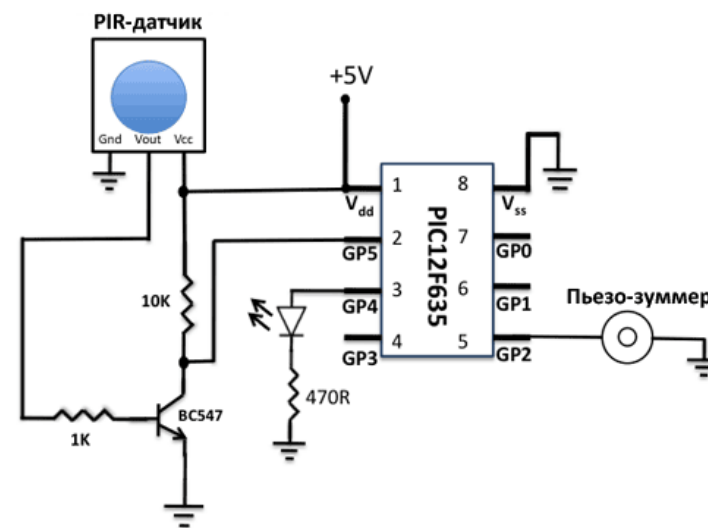 PIR-датчик
Gnd Vout Vcc
+5V
1 8
Vdd Vss
PIC12F635
2 7
GP5 GP0
3 6
GP4 GP1
10K
Пьезо-зуммер
4 5
GP3 GP2
470R
BC547
1K